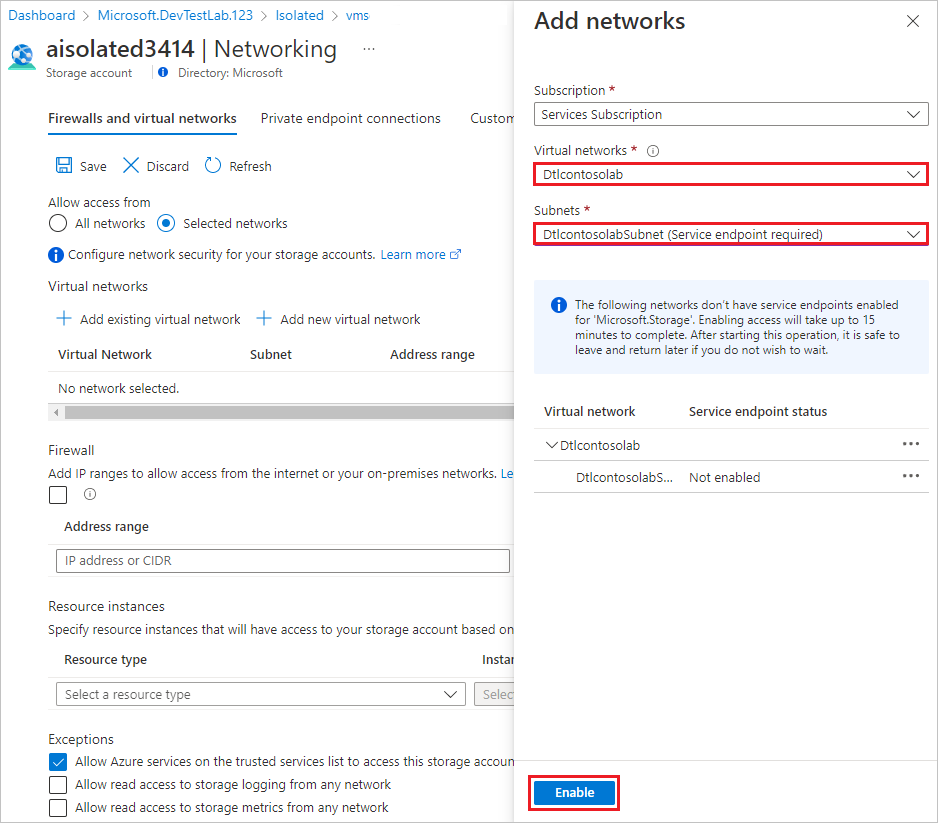 Dashboard > Microsoft.DevTestLab.123 > Isolated > vms
aisolated3414 | Networking ...
Storage account | Directory: Microsoft
Firewalls and virtual networks Private endpoint connections Custom
Save Discard Refresh
Allow access from
All networks Selected networks
Configure network security for your storage accounts. Learn more
Virtual networks
+ Add existing virtual network + Add new virtual network
Virtual Network Subnet Address range
No network selected.
Firewall
Add IP ranges to allow access from the internet or your on-premises networks. Le
Address range
IP address or CIDR
Resource instances
Specify resource instances that will have access to your storage account based on
Resource type Instan
Select a resource type Selec
Exceptions
Allow Azure services on the trusted services list to access this storage accoun
Allow read access to storage logging from any network
Allow read access to storage metrics from any network
Add networks
Subscription *
Services Subscription
Virtual networks *
Dtlcontosolab
Subnets *
DtlcontosolabSubnet (Service endpoint required)
The following networks don't have service endpoints enabled
for 'Microsoft.Storage'. Enabling access will take up to 15
minutes to complete. After starting this operation, it is safe to
leave and return later if you do not wish to wait.
Virtual network Service endpoint status
Dtlcontosolab ...
DtlcontosolabS... Not enabled ...
Enable